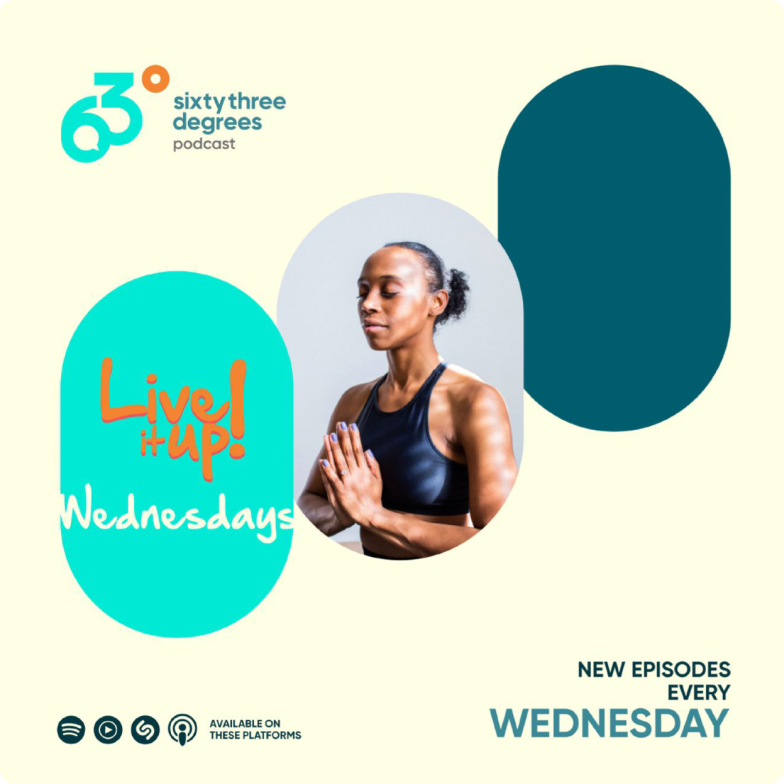 63°
sixty three
degrees
podcast
Live
it up!
Wednesdays
NEW EPISODES
EVERY
WEDNESDAY
AVAILABLE ON
THESE PLATFORMS